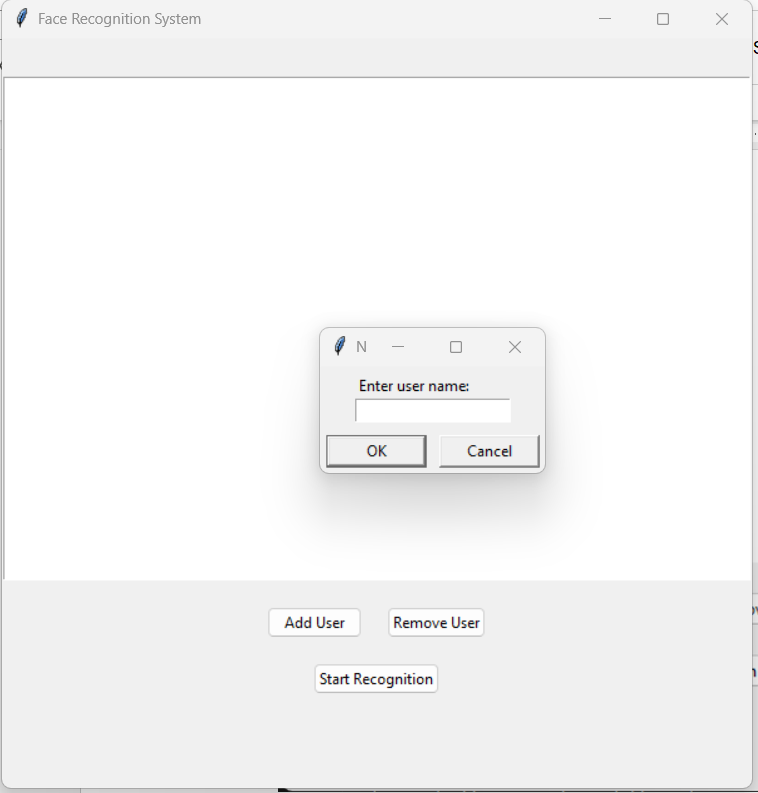 Face Recognition System
N
Enter user name:
OK Cancel
Add User Remove User
Start Recognition